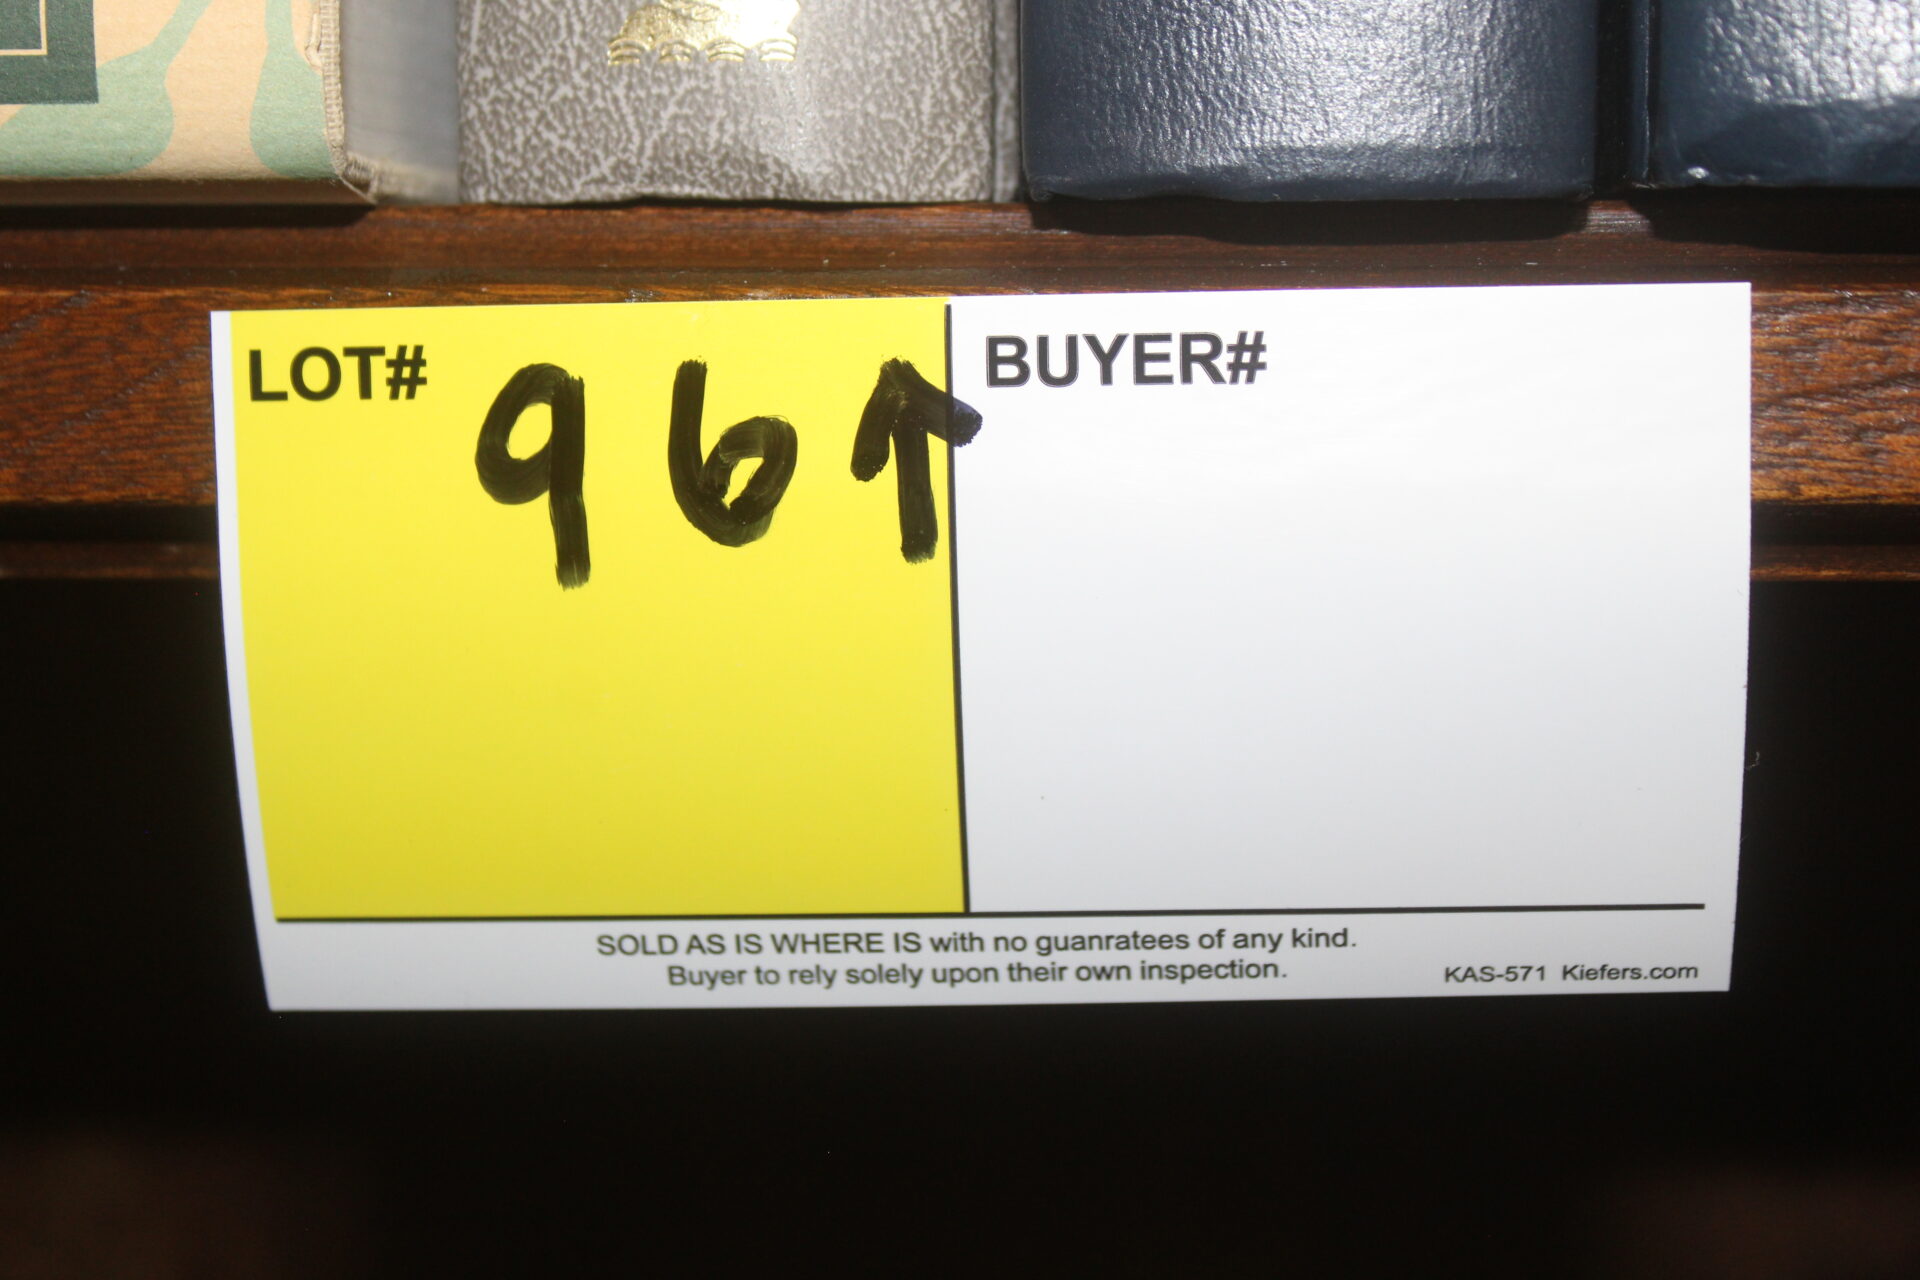 LOT# 96↑
BUYER#
SOLD AS IS WHERE IS with no guanratees of any kind.
Buyer to rely solely upon their own inspection.
KAS-571 Kiefers.com